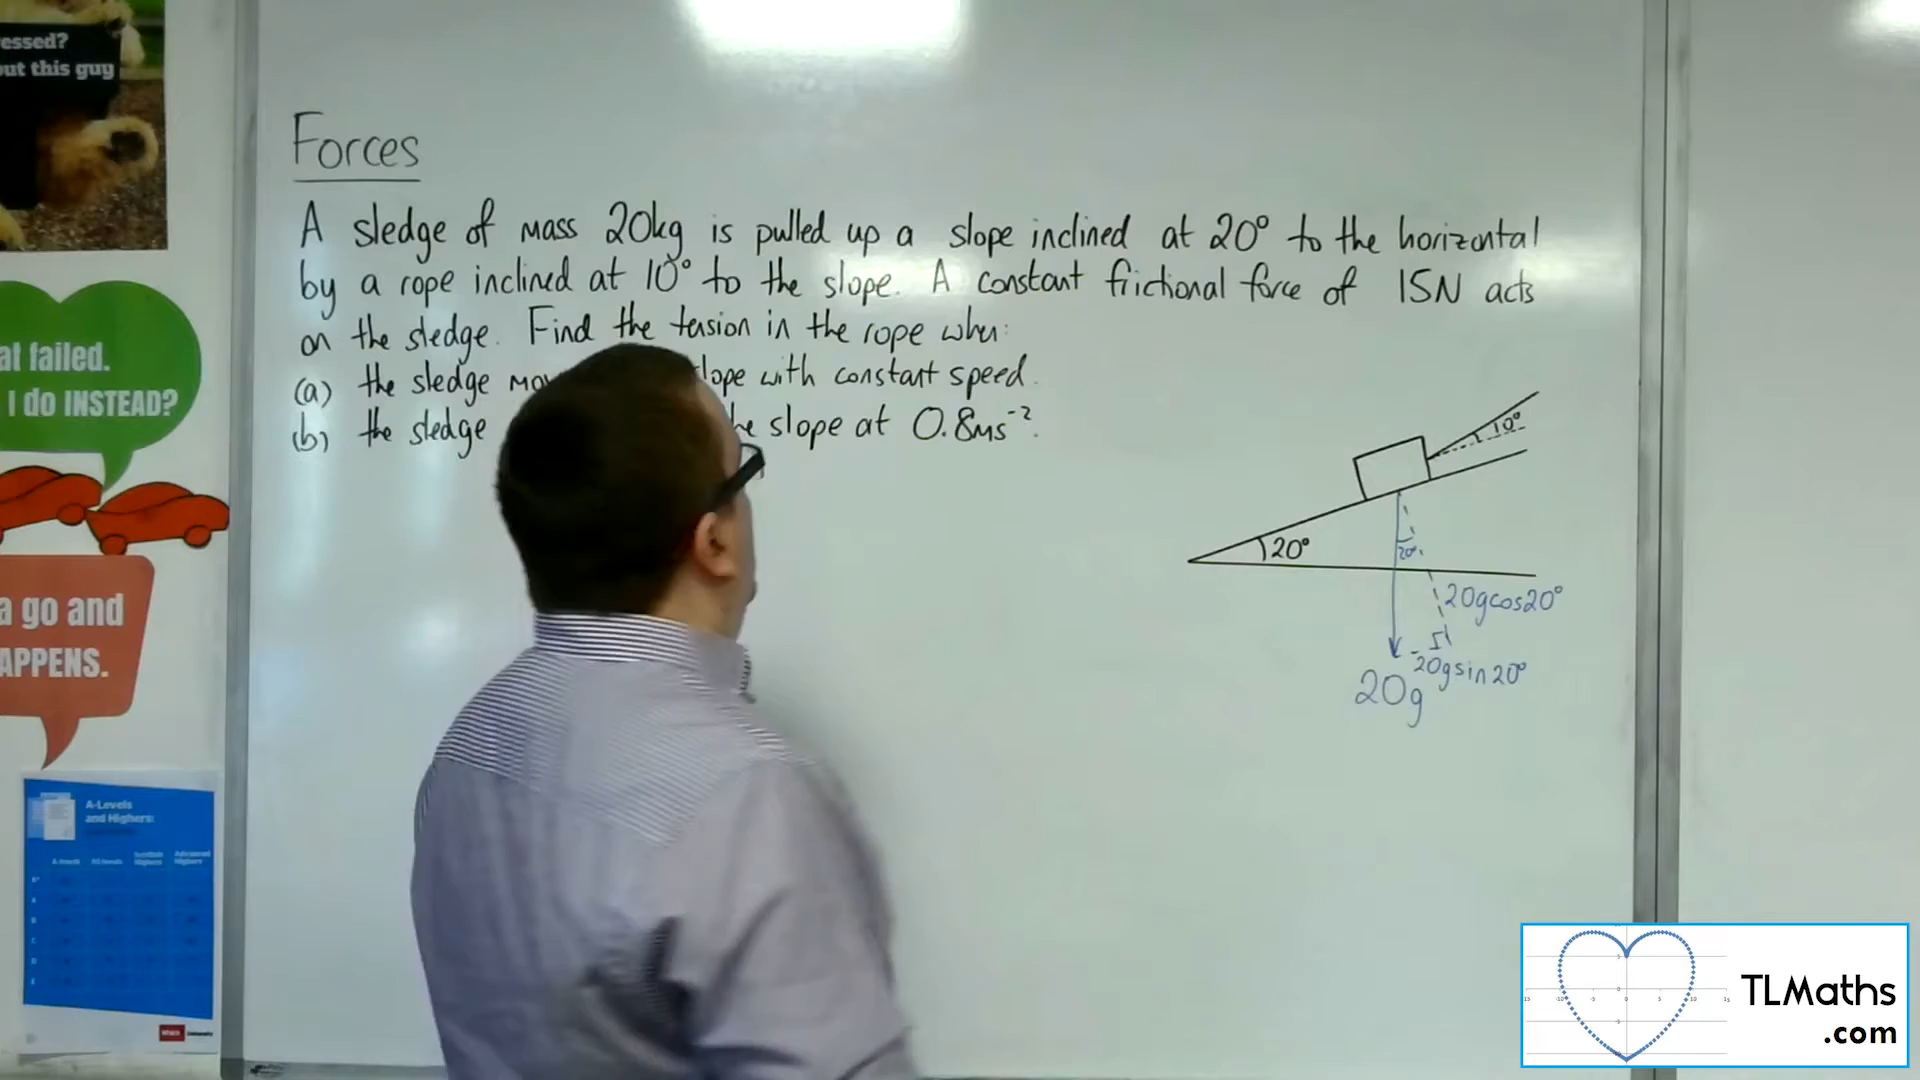 essed?
out this guy
at failed.
I do INSTEAD?
a go and
APPENS.
A-Levels
and Highers:
Forces
A sledge of mass 20kg is pulled up a slope inclined at 20° to the horizontal
by a rope inclined at 10° to the slope. A constant frictional force of 15N acts
on the sledge. Find the tension in the rope when:
(a) the sledge mov lope with constant speed.
(b) the sledge he slope at 0.8ms⁻².
10°
20°
20°
20gcos20°
20gsin20°
20g
TLMaths
.com